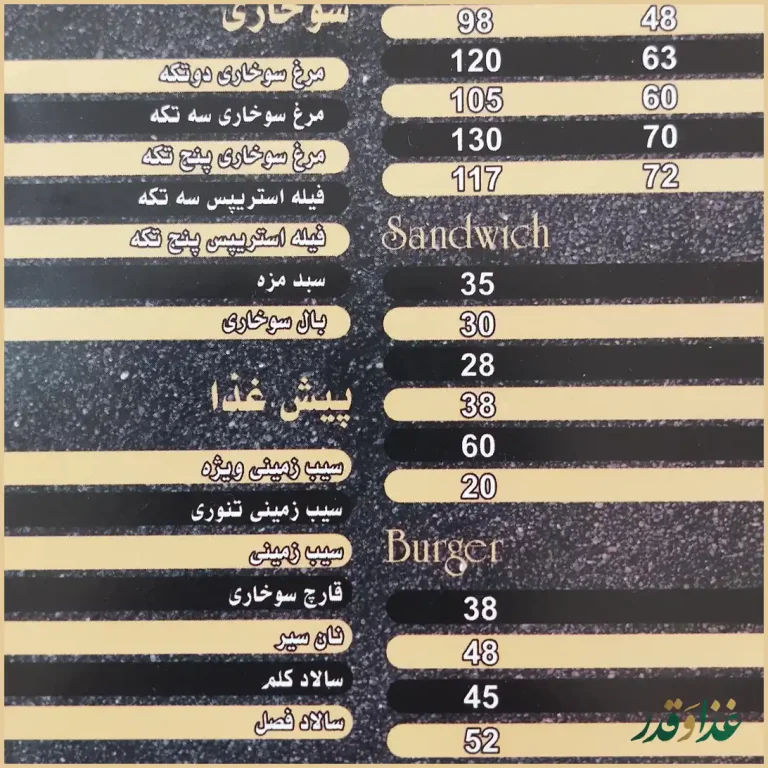 سوخاری
مرغ سوخاری دوتکه
مرغ سوخاری سه تکه
مرغ سوخاری پنج تکه
فیله استریپس سه تکه
فیله استریپس پنج تکه
سبد مزه
بال سوخاری
پیش غذا
سیب زمینی ویژه
سیب زمینی تنوری
سیب زمینی
قارچ سوخاری
نان سیر
سالاد کلم
سالاد فصل
98 48
120 63
105 60
130 70
117 72
Sandwich
35
30
28
38
60
20
Burger
38
48
45
52
غذا و قدر